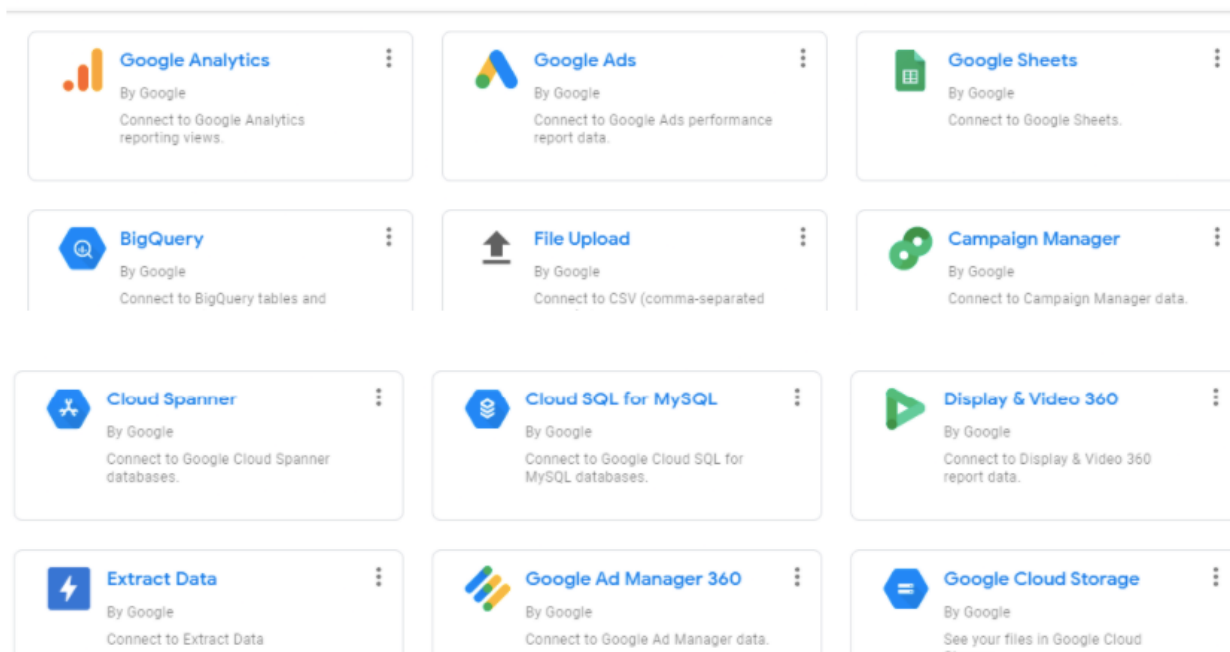 Google Analytics
By Google
Connect to Google Analytics
reporting views.
Google Ads
By Google
Connect to Google Ads performance
report data.
Google Sheets
By Google
Connect to Google Sheets.
BigQuery
By Google
Connect to BigQuery tables and
File Upload
By Google
Connect to CSV (comma-separated
Campaign Manager
By Google
Connect to Campaign Manager data.
Cloud Spanner
By Google
Connect to Google Cloud Spanner
databases.
Cloud SQL for MySQL
By Google
Connect to Google Cloud SQL for
MySQL databases.
Display & Video 360
By Google
Connect to Display & Video 360
report data.
Extract Data
By Google
Connect to Extract Data
Google Ad Manager 360
By Google
Connect to Google Ad Manager data.
Google Cloud Storage
By Google
See your files in Google Cloud